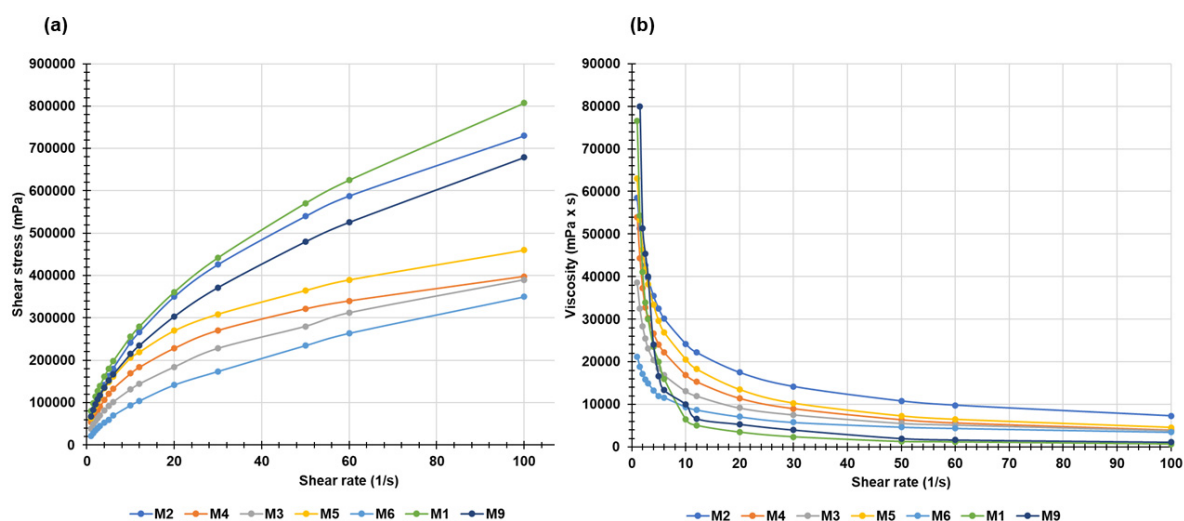 (a)
Shear stress (mPa)
900000
800000
700000
600000
500000
400000
300000
200000
100000
0
0 20 40 60 80 100
Shear rate (1/s)
M2 M4 M3 M5 M6 M1 M9
(b)
Viscosity (mPa x s)
90000
80000
70000
60000
50000
40000
30000
20000
10000
0
0 10 20 30 40 50 60 70 80 90 100
Shear rate (1/s)
M2 M4 M3 M5 M6 M1 M9